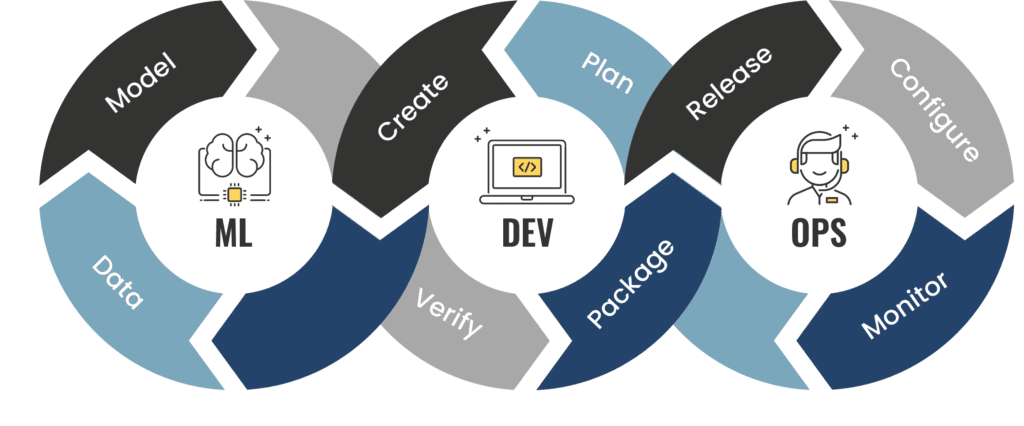 Model
Data
ML
Create
Plan
Verify
Package
</>
DEV
Release
Configure
Monitor
OPS